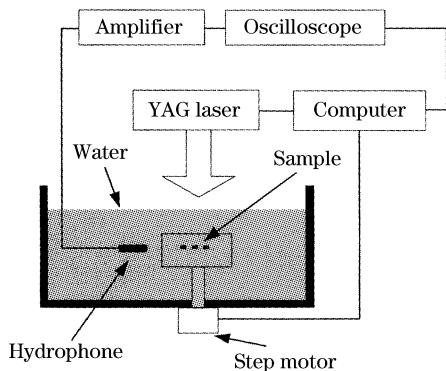 Amplifier
Oscilloscope
YAG laser
Computer
Water
Sample
Hydrophone
Step motor